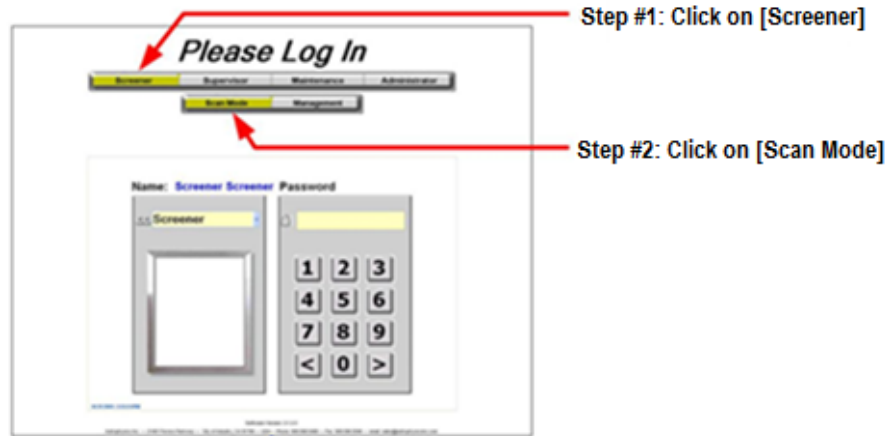 Step #1: Click on [Screener]
Please Log In
Screener Supervisor Maintenance Administrator
Scan Mode Management
Step #2: Click on [Scan Mode]
Name: Screener Screener Password
Screener
1 2 3
4 5 6
7 8 9
< 0 >